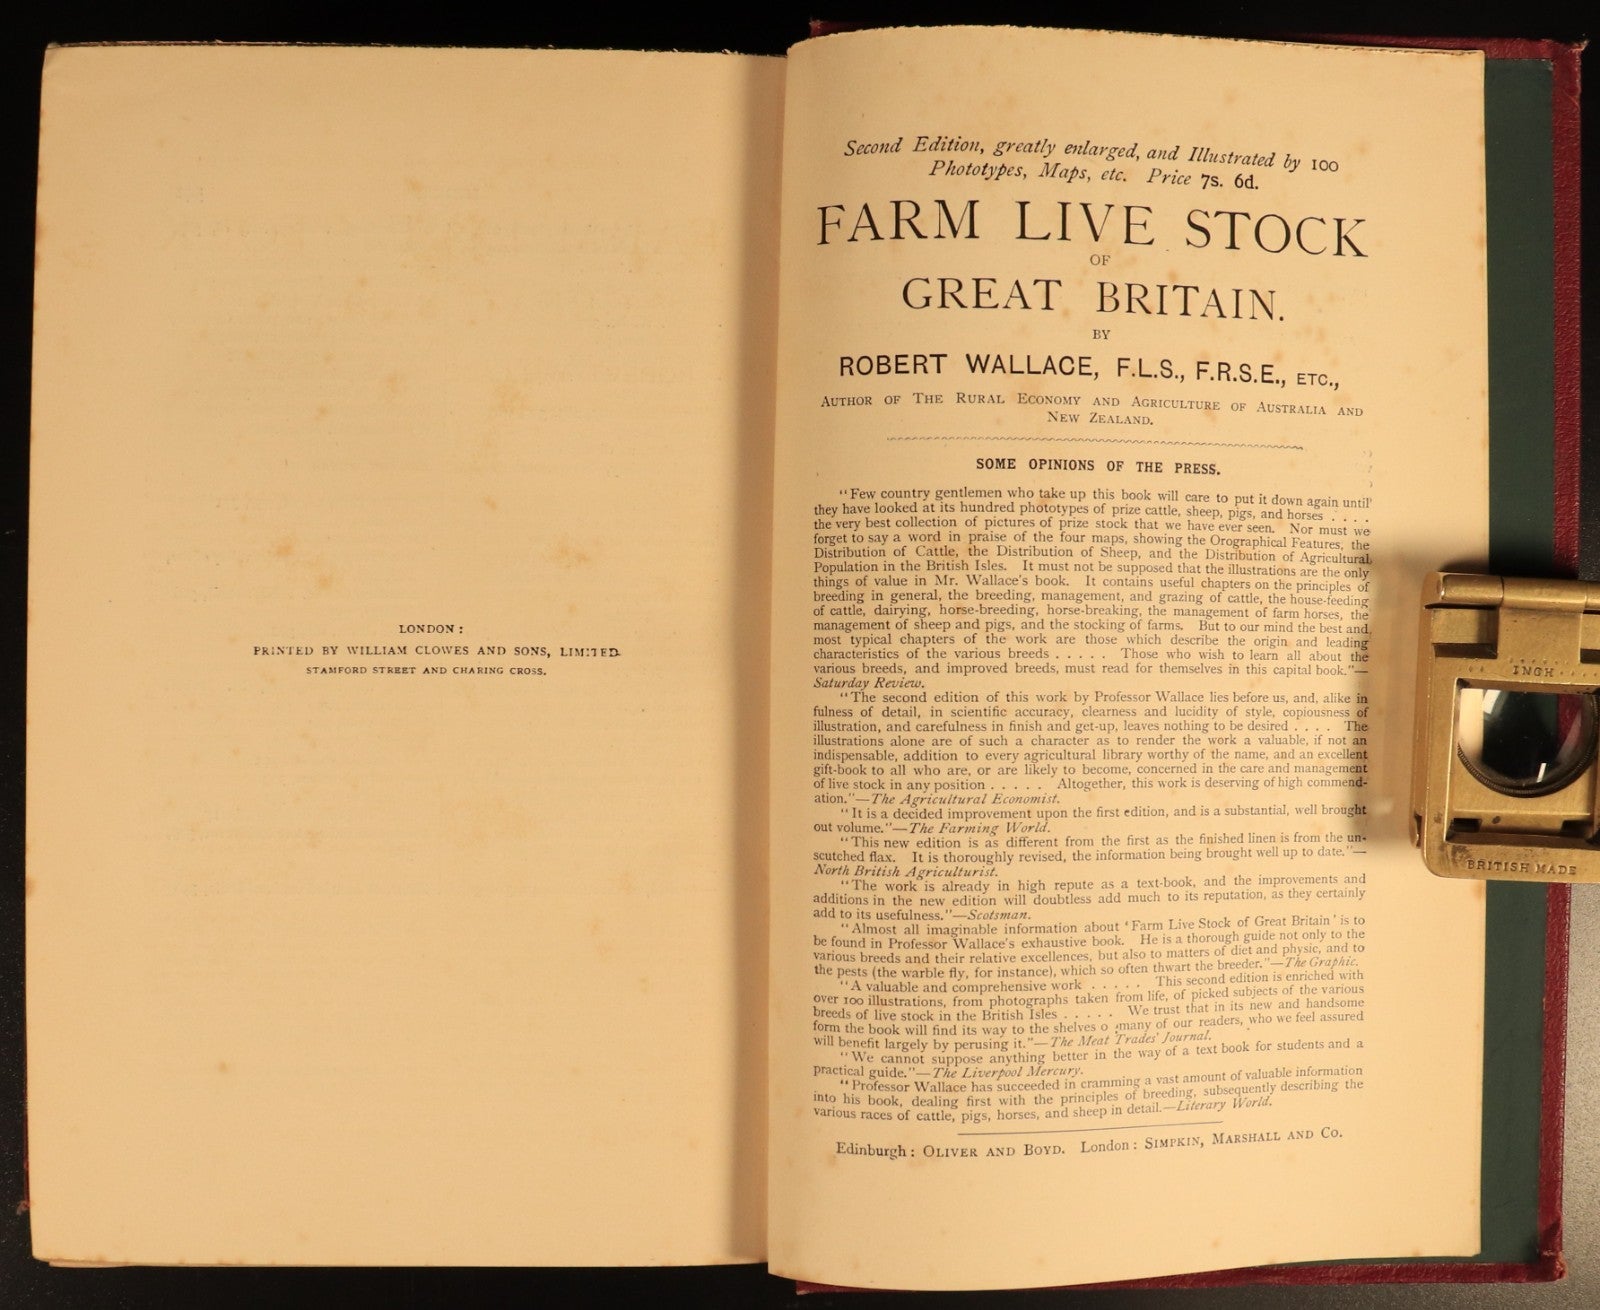 LONDON:
PRINTED BY WILLIAM CLOWES AND SONS, LIMITED.
STAMFORD STREET AND CHARING CROSS.
Second Edition, greatly enlarged, and Illustrated by 100
Phototypes, Maps, etc. Price 7s. 6d.
FARM LIVE STOCK
OF
GREAT BRITAIN.
BY
ROBERT WALLACE, F.L.S., F.R.S.E., ETC.,
AUTHOR OF THE RURAL ECONOMY AND AGRICULTURE OF AUSTRALIA AND
NEW ZEALAND.
SOME OPINIONS OF THE PRESS.
"Few country gentlemen who take up this book will care to put it down again until
they have looked at its hundred phototypes of prize cattle, sheep, pigs, and horses . . . .
the very best collection of pictures of prize stock that we have ever seen. Nor must we
forget to say a word in praise of the four maps, showing the Orographical Features, the
Distribution of Cattle, the Distribution of Sheep, and the Distribution of Agricultural
Population in the British Isles. It must not be supposed that the illustrations are the only
things of value in Mr. Wallace's book. It contains useful chapters on the principles of
breeding in general, the breeding, management, and grazing of cattle, the house-feeding
of cattle, dairying, horse-breeding, horse-breaking, the management of farm horses, the
management of sheep and pigs, and the stocking of farms. But to our mind the best and
most typical chapters of the work are those which describe the origin and leading
characteristics of the various breeds . . . . . Those who wish to learn all about the
various breeds, and improved breeds, must read for themselves in this capital book."—
Saturday Review.
"The second edition of this work by Professor Wallace lies before us, and, alike in
fulness of detail, in scientific accuracy, clearness and lucidity of style, copiousness of
illustration, and carefulness in finish and get-up, leaves nothing to be desired . . . . The
illustrations alone are of such a character as to render the work a valuable, if not an
indispensable, addition to every agricultural library worthy of the name, and an excellent
gift-book to all who are, or are likely to become, concerned in the care and management
of live stock in any position . . . . . Altogether, this work is deserving of high commend-
ation."—The Agricultural Economist.
"It is a decided improvement upon the first edition, and is a substantial, well brought
out volume."—The Farming World.
"This new edition is as different from the first as the finished linen is from the un-
scutched flax. It is thoroughly revised, the information being brought well up to date."—
North British Agriculturist.
"The work is already in high repute as a text-book, and the improvements and
additions in the new edition will doubtless add much to its reputation, as they certainly
add to its usefulness."—Scotsman.
"Almost all imaginable information about 'Farm Live Stock of Great Britain' is to
be found in Professor Wallace's exhaustive book. He is a thorough guide not only to the
various breeds and their relative excellences, but also to matters of diet and physic, and to
the pests (the warble fly, for instance), which so often thwart the breeder."—The Graphic.
"A valuable and comprehensive work . . . . . This second edition is enriched with
over 100 illustrations, from photographs taken from life, of picked subjects of the various
breeds of live stock in the British Isles . . . . . We trust that in its new and handsome
form the book will find its way to the shelves o many of our readers, who we feel assured
will benefit largely by perusing it."—The Meat Trades' Journal.
"We cannot suppose anything better in the way of a text book for students and a
practical guide."—The Liverpool Mercury.
"Professor Wallace has succeeded in cramming a vast amount of valuable information
into his book, dealing first with the principles of breeding, subsequently describing the
various races of cattle, pigs, horses, and sheep in detail.—Literary World.
Edinburgh: OLIVER AND BOYD. London: SIMPKIN, MARSHALL AND CO.
INCH
BRITISH MADE